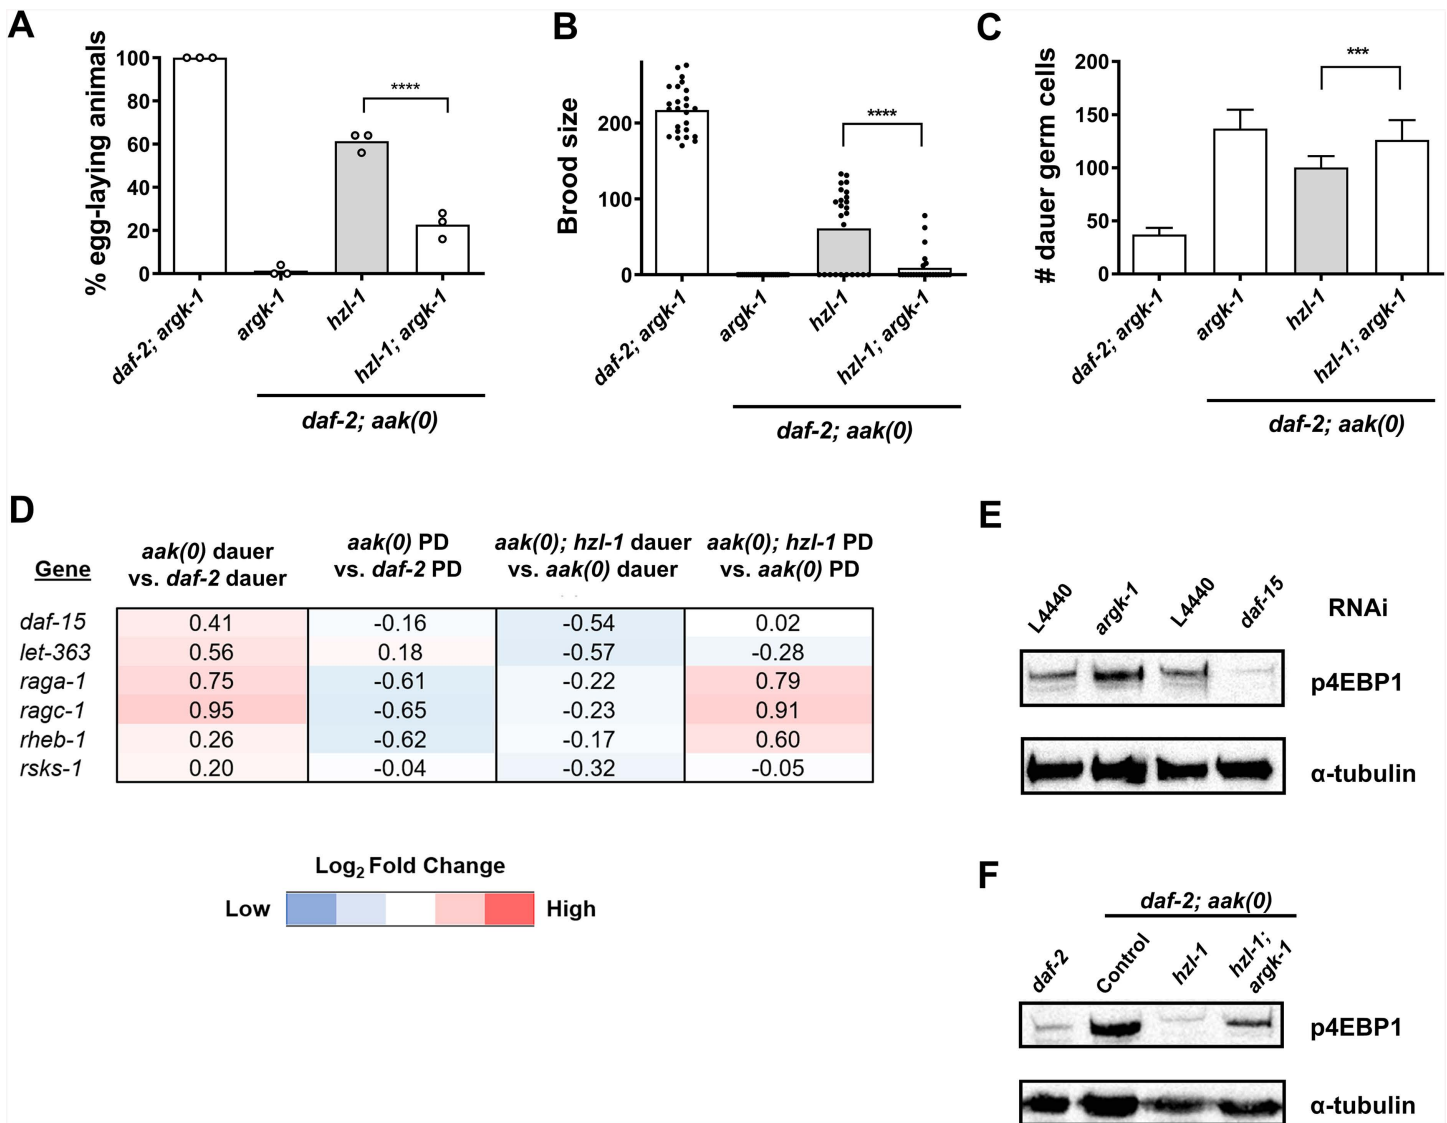 A
% egg-laying animals
100
80
60
40
20
0
****
daf-2; argk-1
argk-1
hzl-1
hzl-1; argk-1
daf-2; aak(0)
B
Brood size
200
100
0
****
daf-2; argk-1
argk-1
hzl-1
hzl-1; argk-1
daf-2; aak(0)
C
# dauer germ cells
200
150
100
50
0
***
daf-2; argk-1
argk-1
hzl-1
hzl-1; argk-1
daf-2; aak(0)
D
Gene
aak(0) dauer
vs. daf-2 dauer
aak(0) PD
vs. daf-2 PD
aak(0); hzl-1 dauer
vs. aak(0) dauer
aak(0); hzl-1 PD
vs. aak(0) PD
daf-15 0.41 -0.16 -0.54 0.02
let-363 0.56 0.18 -0.57 -0.28
raga-1 0.75 -0.61 -0.22 0.79
ragc-1 0.95 -0.65 -0.23 0.91
rheb-1 0.26 -0.62 -0.17 0.60
rsks-1 0.20 -0.04 -0.32 -0.05
Log2 Fold Change
Low High
E
L4440 argk-1 L4440 daf-15 RNAi
p4EBP1
α-tubulin
F
daf-2; aak(0)
daf-2
Control
hzl-1
hzl-1;
argk-1
p4EBP1
α-tubulin